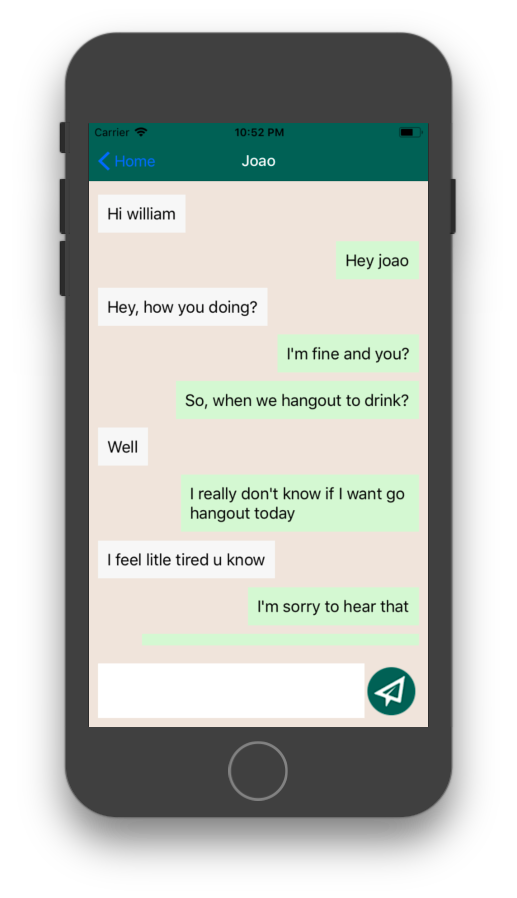 Carrier 10:52 PM
Home Joao
Hi william
Hey joao
Hey, how you doing?
I'm fine and you?
So, when we hangout to drink?
Well
I really don't know if I want go
hangout today
I feel litle tired u know
I'm sorry to hear that